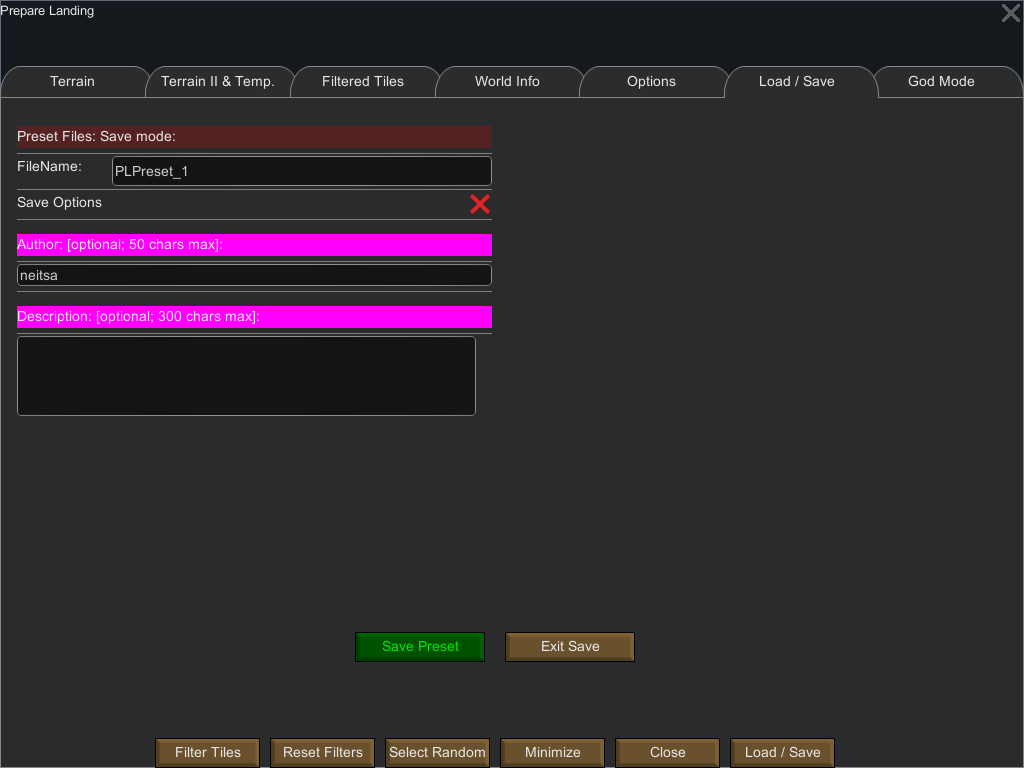 Prepare Landing
Terrain
Terrain II & Temp.
Filtered Tiles
World Info
Options
Load / Save
God Mode
Preset Files: Save mode:
FileName:
PLPreset_1
Save Options
Author: [optional; 50 chars max]:
neitsa
Description: [optional; 300 chars max]:
Save Preset
Exit Save
Filter Tiles
Reset Filters
Select Random
Minimize
Close
Load / Save